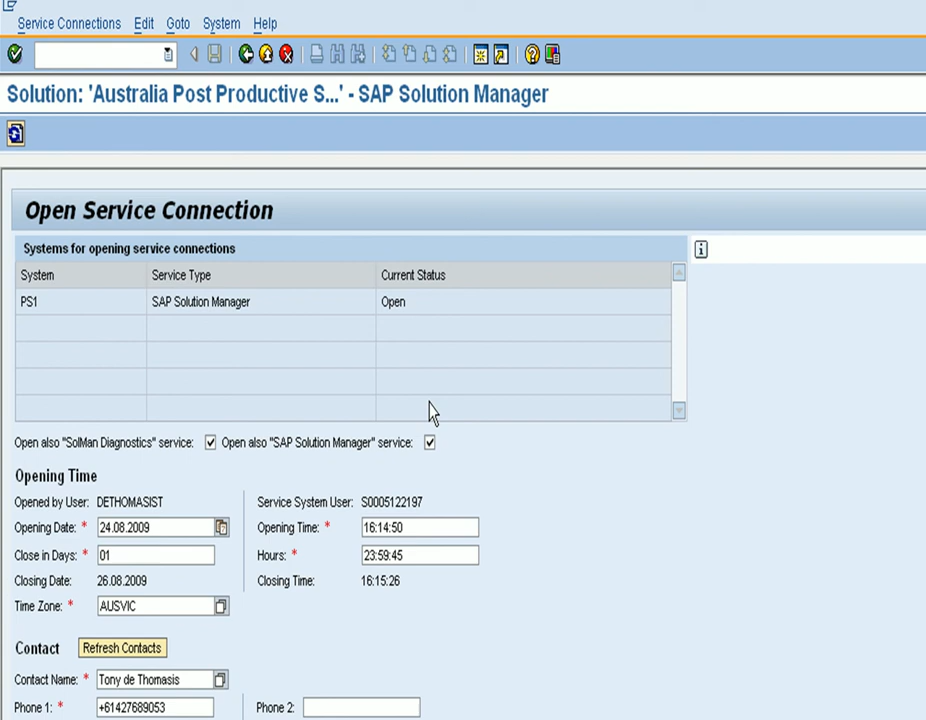 Service Connections Edit Goto System Help
Solution: 'Australia Post Productive S...' - SAP Solution Manager
Open Service Connection
Systems for opening service connections
System Service Type Current Status
PS1 SAP Solution Manager Open
Open also "SolMan Diagnostics" service: Open also "SAP Solution Manager" service:
Opening Time
Opened by User: DETHOMASIST Service System User: S0005122197
Opening Date: * 24.08.2009 Opening Time: * 16:14:50
Close in Days: * 01 Hours: * 23:59:45
Closing Date: 26.08.2009 Closing Time: 16:15:26
Time Zone: * AUSVIC
Contact Refresh Contacts
Contact Name: * Tony de Thomasis
Phone 1: * +61427689053 Phone 2: